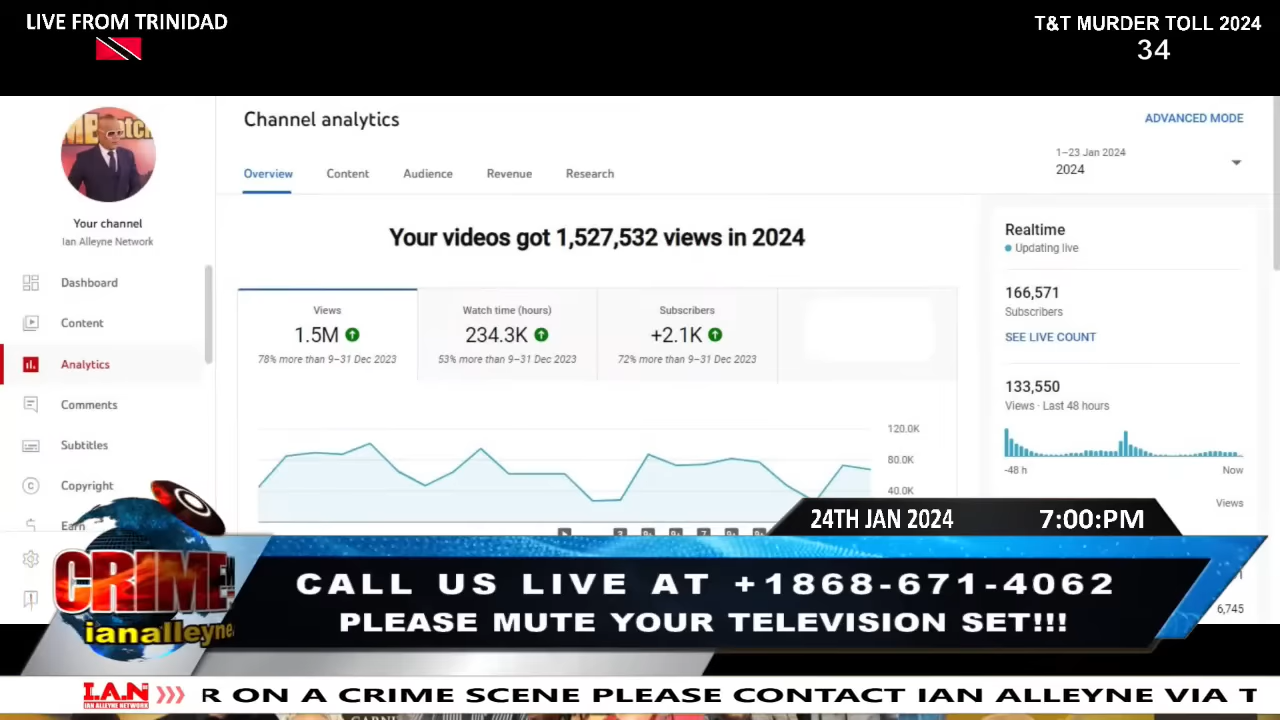 LIVE FROM TRINIDAD
T&T MURDER TOLL 2024
34
Channel analytics
ADVANCED MODE
1–23 Jan 2024
2024
Overview
Content
Audience
Revenue
Research
Your channel
Ian Alleyne Network
Dashboard
Content
Analytics
Comments
Subtitles
Copyright
Earn
Your videos got 1,527,532 views in 2024
Views
1.5M
78% more than 9–31 Dec 2023
Watch time (hours)
234.3K
53% more than 9–31 Dec 2023
Subscribers
+2.1K
72% more than 9–31 Dec 2023
120.0K
80.0K
40.0K
Realtime
Updating live
166,571
Subscribers
SEE LIVE COUNT
133,550
Views · Last 48 hours
-48 h
Now
Views
6,745
24TH JAN 2024
7:00:PM
CRIME
ianalleyne
CALL US LIVE AT +1868-671-4062
PLEASE MUTE YOUR TELEVISION SET!!!
I.A.N
IAN ALLEYNE NETWORK
R ON A CRIME SCENE PLEASE CONTACT IAN ALLEYNE VIA T